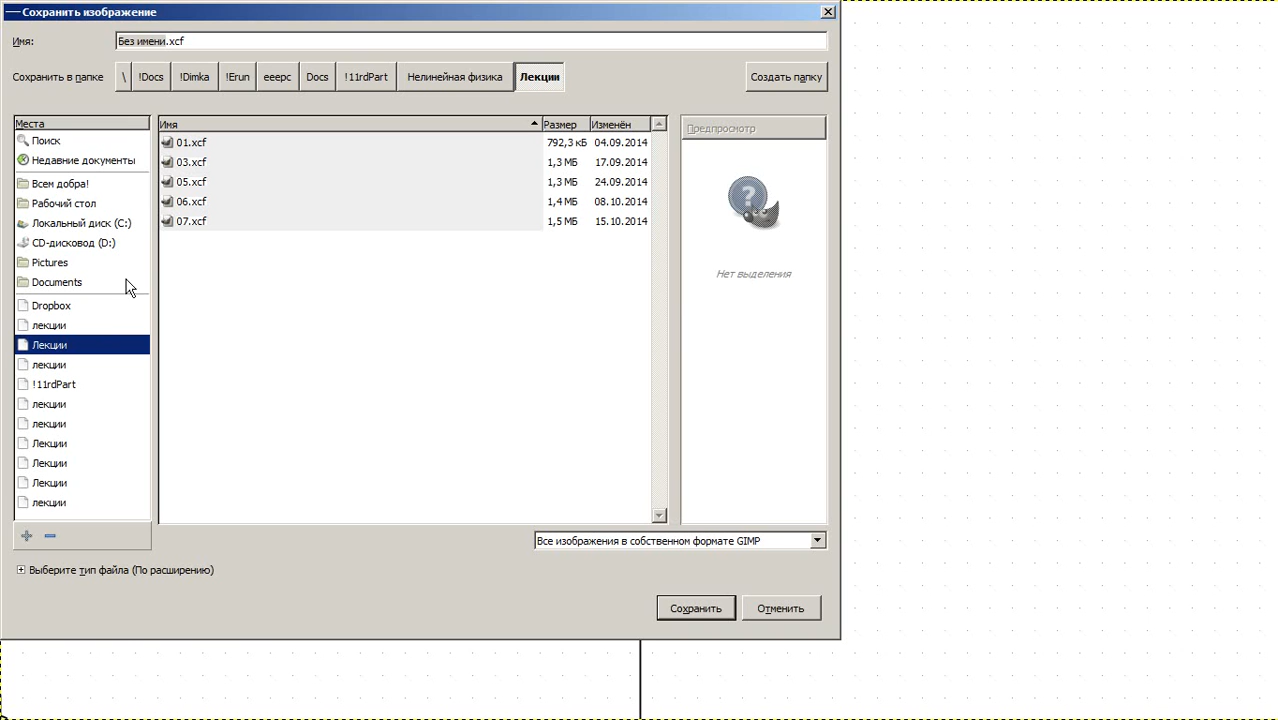 Сохранить изображение
Имя: Без имени.xcf
Сохранить в папке \ !Docs !Dimka !Erun eeepc Docs !11rdPart Нелинейная физика Лекции Создать папку
Места
Поиск
Недавние документы
Всем добра!
Рабочий стол
Локальный диск (C:)
CD-дисковод (D:)
Pictures
Documents
Dropbox
лекции
Лекции
лекции
!11rdPart
лекции
лекции
Лекции
Лекции
Лекции
лекции
Имя Размер Изменён
01.xcf 792,3 кБ 04.09.2014
03.xcf 1,3 МБ 17.09.2014
05.xcf 1,3 МБ 24.09.2014
06.xcf 1,4 МБ 08.10.2014
07.xcf 1,5 МБ 15.10.2014
Предпросмотр
Нет выделения
Все изображения в собственном формате GIMP
Выберите тип файла (По расширению)
Сохранить Отменить